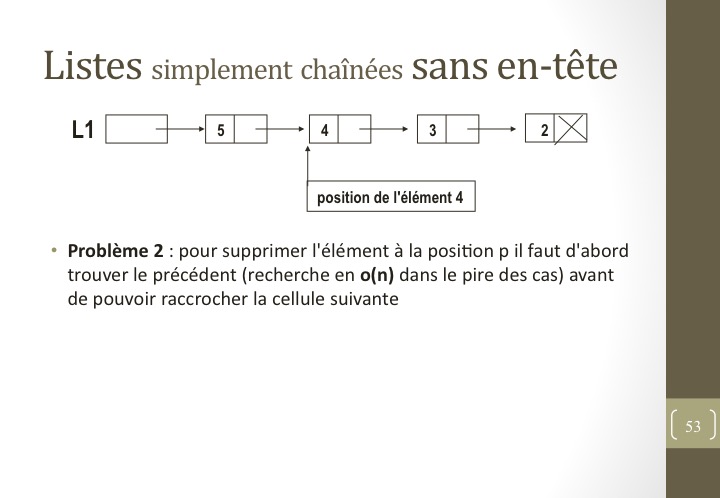 Listes simplement chaînées sans en-tête
L1 5 4 3 2
position de l'élément 4
• Problème 2 : pour supprimer l'élément à la position p il faut d'abord
trouver le précédent (recherche en o(n) dans le pire des cas) avant
de pouvoir raccrocher la cellule suivante
53